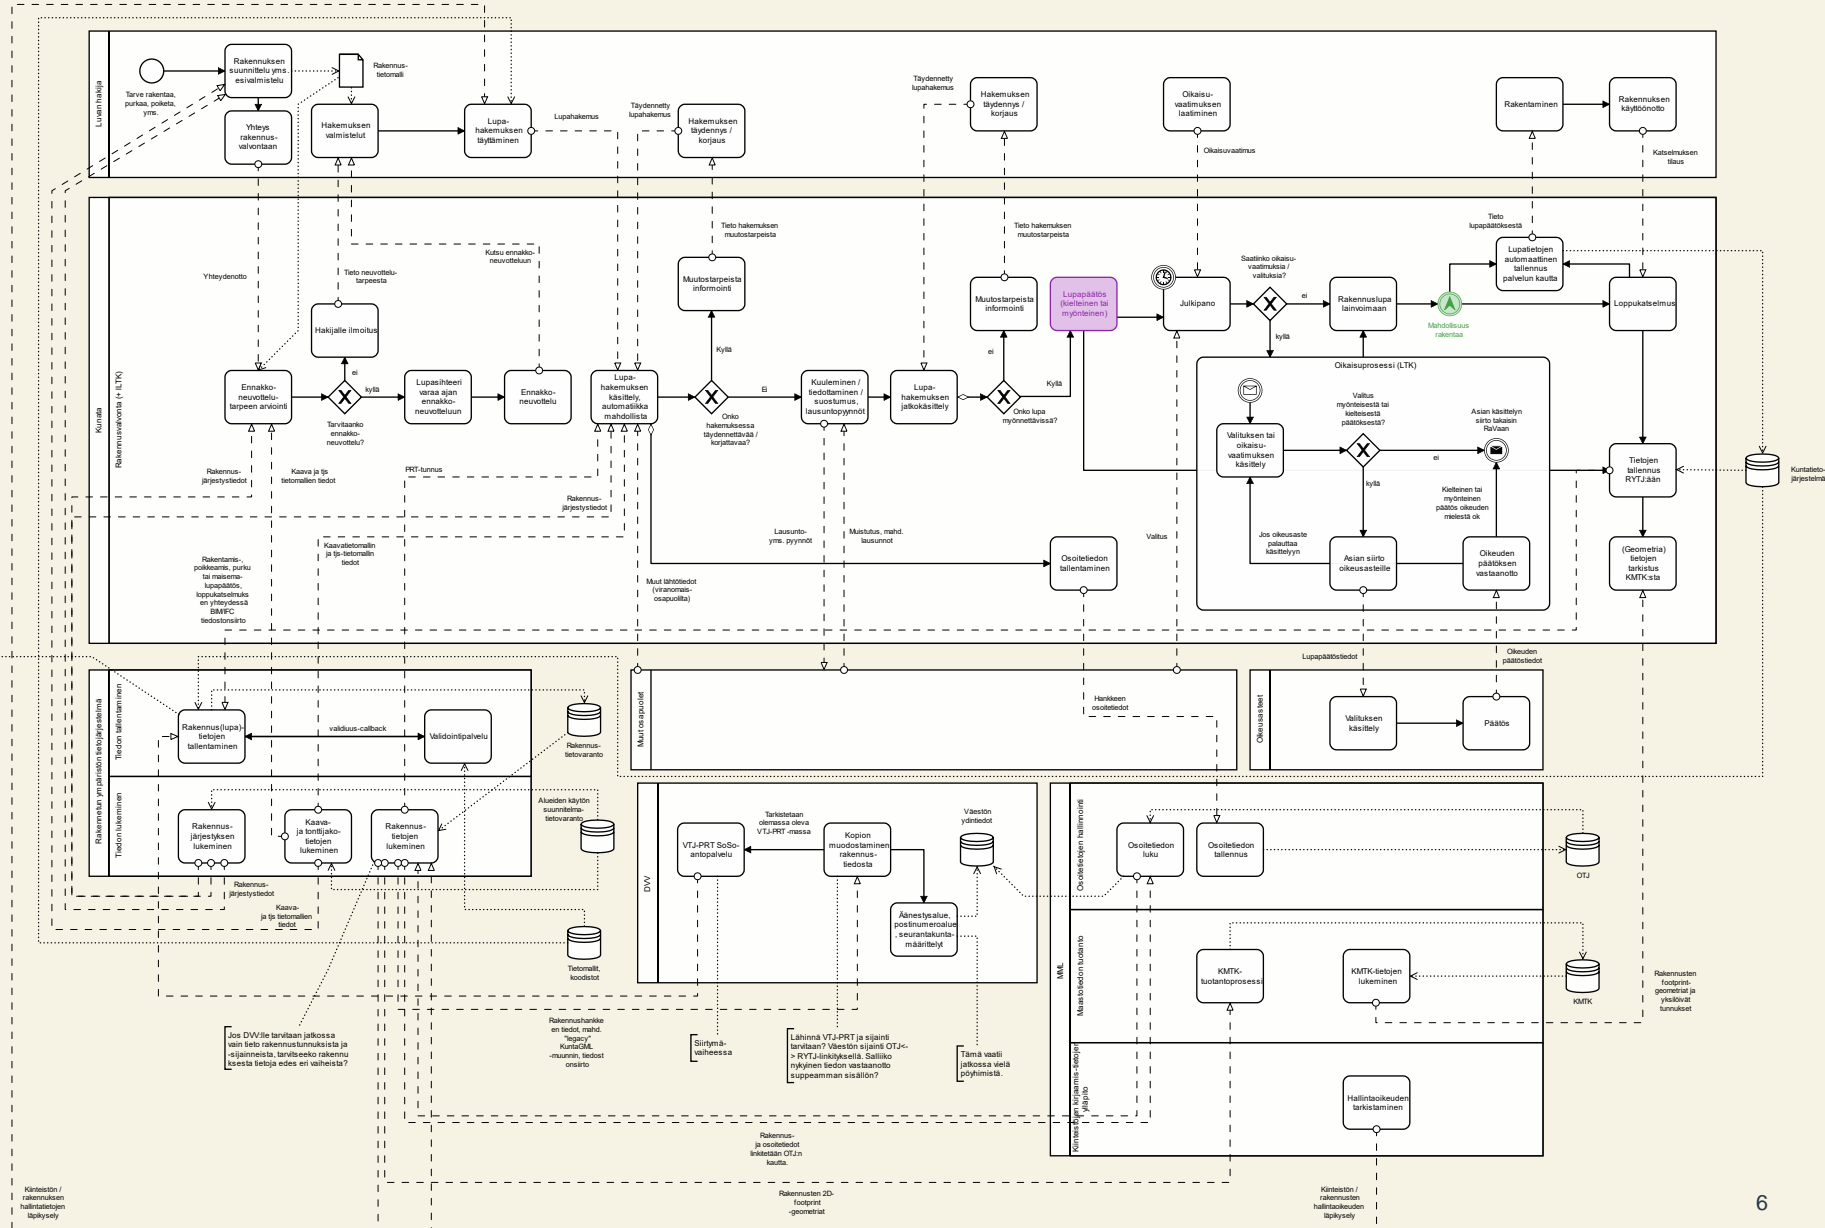 Luvan hakija
Tarve rakentaa,
purkaa, poiketa,
yms.
Rakennuksen
suunnittelu yms.
esivalmistelu
Rakennus-
tietomalli
Yhteys
rakennus-
valvontaan
Hakemuksen
valmistelut
Lupa-
hakemuksen
täyttäminen
Lupahakemus
Täydennetty
lupahakemus
Hakemuksen
täydennys /
korjaus
Täydennetty
lupahakemus
Hakemuksen
täydennys /
korjaus
Oikaisu-
vaatimuksen
laatiminen
Oikaisuvaatimus
Rakentaminen
Rakennuksen
käyttöönotto
Katselmuksen
tilaus
Kunata
Rakennusvalvonta (+ lLTK)
Yhteydenotto
Tieto neuvottelu-
tarpeesta
Kutsu ennakko-
neuvotteluun
Hakijalle ilmoitus
ei
Ennakko-
neuvottelu-
tarpeen arviointi
kyllä
Tarvitaanko
ennakko-
neuvottelu?
Lupasihteeri
varaa ajan
ennakko-
neuvotteluun
Ennakko-
neuvottelu
Lupa-
hakemuksen
käsittely,
automatiikka
mahdollista
Tieto hakemuksen
muutostarpeista
Muutostarpeista
informointi
Kyllä
Ei
Onko
hakemuksessa
täydennettävää /
korjattavaa?
Kuuleminen /
tiedottaminen /
suostumus,
lausuntopyynnöt
Lupa-
hakemuksen
jatkokäsittely
Tieto hakemuksen
muutostarpeista
Muutostarpeista
informointi
ei
Kyllä
Onko lupa
myönnettävissä?
Lupapäätös
(kielteinen tai
myönteinen)
Julkipano
Saatiinko oikaisu-
vaatimuksia /
valituksia?
ei
kyllä
Rakennuslupa
lainvoimaan
Mahdollisuus
rakentaa
Tieto
lupapäätöksestä
Lupatietojen
automaattinen
tallennus
palvelun kautta
Loppukatselmus
Oikaisuprosessi (LTK)
Valituksen tai
oikaisu-
vaatimuksen
käsittely
Valitus
myönteisestä tai
kielteisestä
päätöksestä?
ei
kyllä
Asian käsittelyn
siirto takaisin
RaVaan
Kielteinen tai
myönteinen
päätös oikeuden
mielestä ok
Jos oikeusaste
palauttaa
käsittelyyn
Asian siirto
oikeusasteille
Oikeuden
päätöksen
vastaanotto
Tietojen
tallennus
RYTJ:ään
(Geometria)
tietojen
tarkistus
KMTK:sta
Kuntatieto-
järjestelmä
Rakennus-
järjestystiedot
Kaava ja tjs
tietomallien tiedot
PRT-tunnus
Rakennus-
järjestystiedot
Kaavatietomallin
ja tjs-tietomallin
tiedot
Rakentamis-,
poikkeamis, purku
tai maisema-
lupapäätös,
loppukatselmuks
en yhteydessä
BIM/IFC
tiedostonsiirto
Muut lähtötiedot
(viranomais-
osapuolilta)
Lausunto-
yms. pyynnöt
Muistutus, mahd.
lausunnot
Osoitetiedon
tallentaminen
Valitus
Lupapäätöstiedot
Oikeuden
päätöstiedot
Rakennetun ympäristön tietojärjestelmä
Tiedon tallentaminen
Rakennus(lupa)-
tietojen
tallentaminen
validius-callback
Validointipalvelu
Rakennus-
tietovaranto
Tiedon lukeminen
Rakennus-
järjestyksen
lukeminen
Kaava-
ja tonttijako-
tietojen
lukeminen
Rakennus-
tietojen
lukeminen
Alueiden käytön
suunnitelma-
tietovaranto
Rakennus-
järjestystiedot
Kaava-
ja tjs tietomallien
tiedot
Tietomallit,
koodistot
Muut osapuolet
Hankkeen
osoitetiedot
Oikeusasteet
Valituksen
käsittely
Päätös
DVV
VTJ-PRT SoSo-
antopalvelu
Tarkistetaan
olemassa oleva
VTJ-PRT -massa
Kopion
muodostaminen
rakennus-
tiedosta
Väestön
ydintiedot
Äänestysalue,
postinumeroalue
, seurantakunta-
määrittelyt
MML
Osoitetietojen hallinnointi
Osoitetiedon
luku
Osoitetiedon
tallennus
OTJ
Maastotiedon tuotanto
KMTK-
tuotantoprosessi
KMTK-tietojen
lukeminen
KMTK
Rakennusten
footprint-
geometriat ja
yksilöivät
tunnukset
Kiinteistöjen kirjaamis-tietojen
ylläpito
Hallintaoikeuden
tarkistaminen
Jos DVV:lle tarvitaan jatkossa
vain tieto rakennustunnuksista ja
-sijainneista, tarvitseeko rakennu
ksesta tietoja edes eri vaiheista?
Rakennushankke
en tiedot, mahd.
"legacy"
KuntaGML
-muunnin, tiedost
onsiirto
Siirtymä-
vaiheessa
Lähinnä VTJ-PRT ja sijainti
tarvitaan? Väestön sijainti OTJ<-
> RYTJ-linkityksellä. Salliiko
nykyinen tiedon vastaanotto
suppeamman sisällön?
Tämä vaatii
jatkossa vielä
pöyhimistä.
Rakennus-
ja osoitetiedot
linkitetään OTJ:n
kautta.
Rakennusten 2D-
footprint
-geometriat
Kiinteistön /
rakennuksen
hallintatietojen
läpikysely
Kiinteistön /
rakennusten
hallintaoikeuden
läpikysely
6